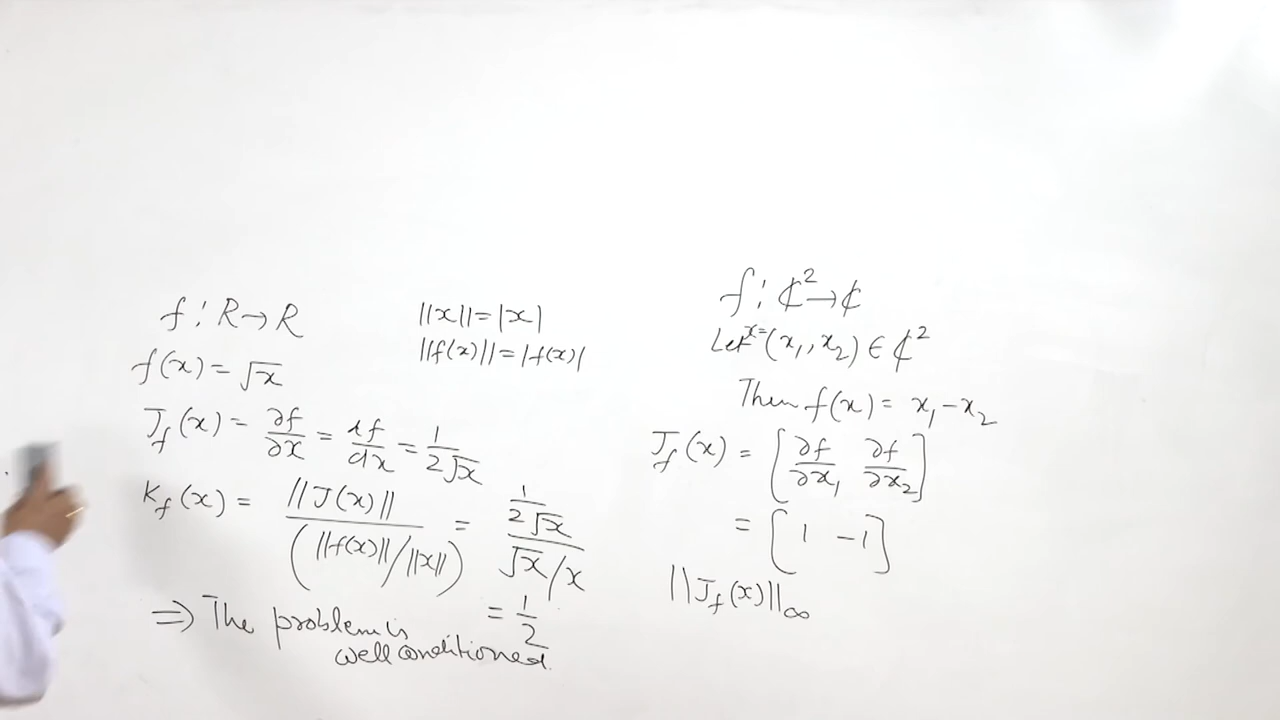 f : R → R
||x|| = |x|
||f(x)|| = |f(x)|
f(x) = √x
J_f(x) = ∂f/∂x = df/dx = 1/(2√x)
K_f(x) = ||J(x)|| / (||f(x)||/||x||) = (1/(2√x)) / (√x/x)
= 1/2
⇒ The problem is
well conditioned.
f : ℂ² → ℂ
Let x = (x₁, x₂) ∈ ℂ²
Then f(x) = x₁ - x₂
J_f(x) = [∂f/∂x₁ ∂f/∂x₂]
= [1 -1]
||J_f(x)||_∞